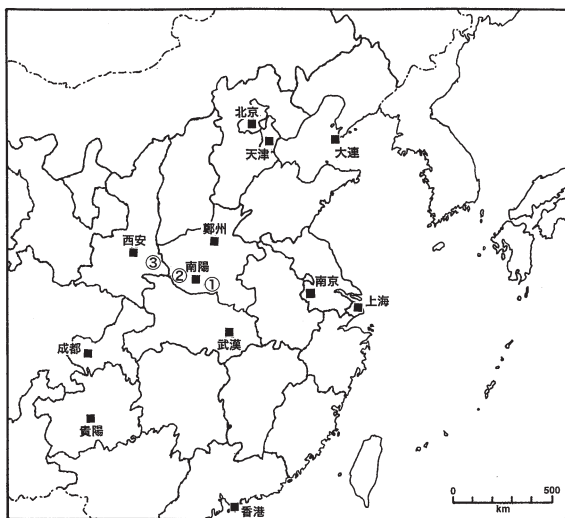 北京
天津
大連
鄭州
西安
③
②
南陽
①
南京
上海
成都
武漢
貴陽
香港
0 500
km